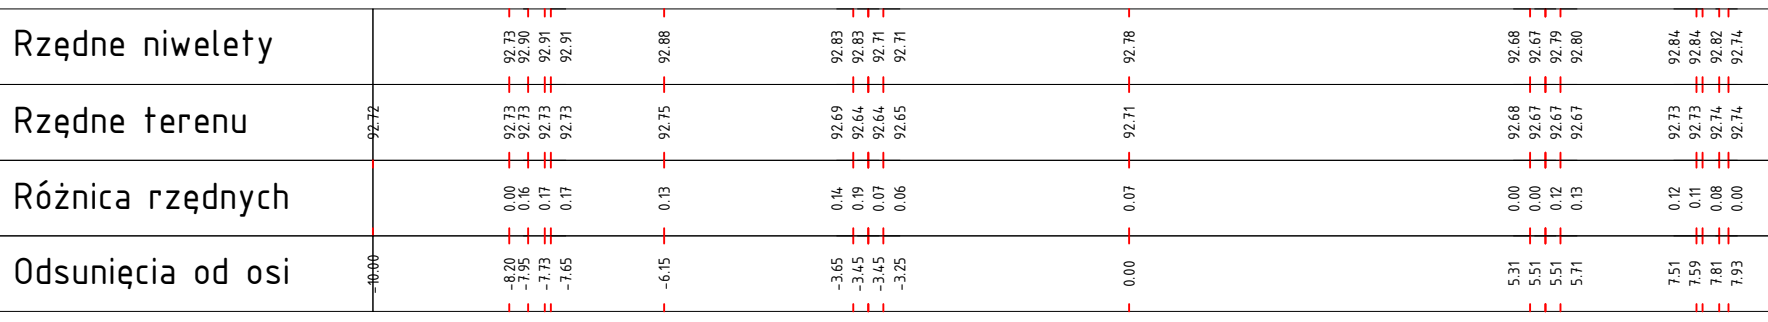 Rzędne niwelety 92.73 92.90 92.91 92.91 92.88 92.83 92.83 92.71 92.71 92.78 92.68 92.67 92.79 92.80 92.84 92.84 92.82 92.74
Rzędne terenu 92.72 92.73 92.73 92.73 92.73 92.75 92.69 92.64 92.64 92.65 92.71 92.68 92.67 92.67 92.67 92.73 92.73 92.74 92.74
Różnica rzędnych 0.00 0.16 0.17 0.17 0.13 0.14 0.19 0.07 0.06 0.07 0.00 0.00 0.12 0.13 0.12 0.11 0.08 0.00
Odsunięcia od osi -10.00 -8.20 -7.95 -7.73 -7.65 -6.15 -3.65 -3.45 -3.45 -3.25 0.00 5.31 5.51 5.51 5.71 7.51 7.59 7.81 7.93